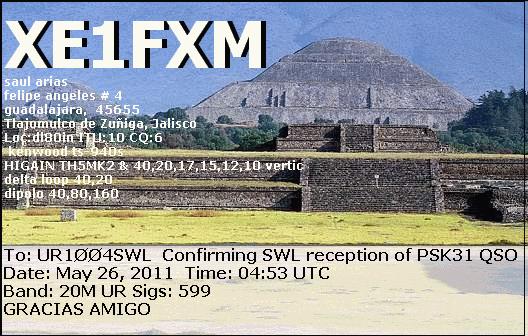 XE1FXM
saul arias
felipe angeles # 4
guadalajara, 45655
Tlajomulco de Zuñiga, Jalisco
Loc:dl80in ITU:10 CQ:6
kenwood ts-940s
HIGAIN TH5MK2 & 40,20,17,15,12,10 vertic
delta loop 40,20
dipolo 40,80,160
To: UR1ØØ4SWL Confirming SWL reception of PSK31 QSO
Date: May 26, 2011 Time: 04:53 UTC
Band: 20M UR Sigs: 599
GRACIAS AMIGO